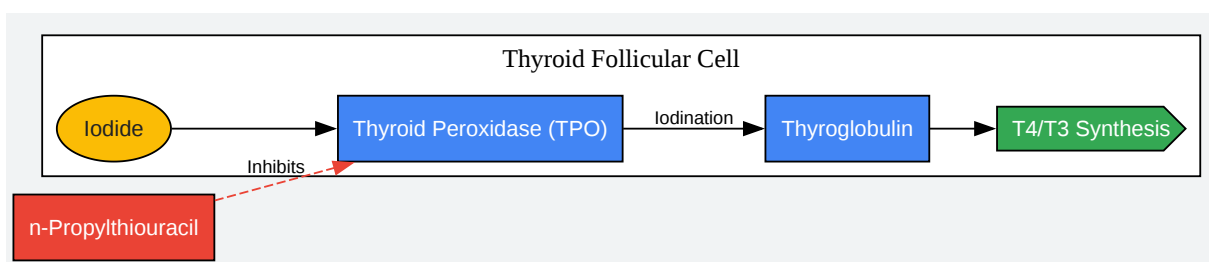 Thyroid Follicular Cell
Iodide
Thyroid Peroxidase (TPO)
Iodination
Thyroglobulin
T4/T3 Synthesis
Inhibits
n-Propylthiouracil